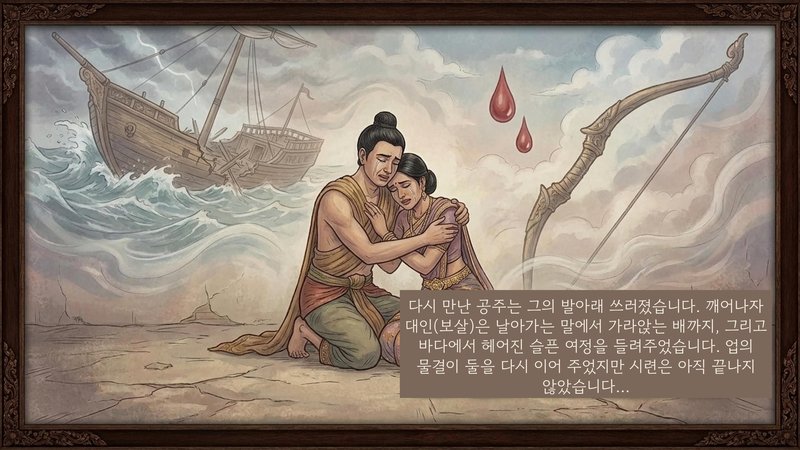 다시 만난 공주는 그의 발아래 쓰러졌습니다. 깨어나자
대인(보살)은 날아가는 말에서 가라앉는 배까지, 그리고
바다에서 헤어진 슬픈 여정을 들려주었습니다. 업의
물결이 둘을 다시 이어 주었지만 시련은 아직 끝나지
않았습니다...